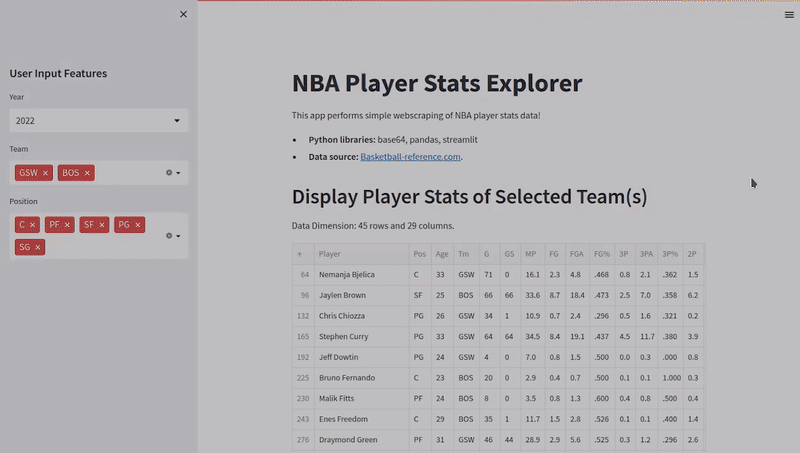 User Input Features
Year
2022
Team
GSW × BOS ×
Position
C × PF × SF × PG ×
SG ×
NBA Player Stats Explorer
This app performs simple webscraping of NBA player stats data!
• Python libraries: base64, pandas, streamlit
• Data source: Basketball-reference.com.
Display Player Stats of Selected Team(s)
Data Dimension: 45 rows and 29 columns.
↑ Player Pos Age Tm G GS MP FG FGA FG% 3P 3PA 3P% 2P
64 Nemanja Bjelica C 33 GSW 71 0 16.1 2.3 4.8 .468 0.8 2.1 .362 1.5
96 Jaylen Brown SF 25 BOS 66 66 33.6 8.7 18.4 .473 2.5 7.0 .358 6.2
132 Chris Chiozza PG 26 GSW 34 1 10.9 0.7 2.4 .296 0.5 1.6 .321 0.2
165 Stephen Curry PG 33 GSW 64 64 34.5 8.4 19.1 .437 4.5 11.7 .380 3.9
192 Jeff Dowtin PG 24 GSW 4 0 7.0 0.8 1.5 .500 0.0 0.3 .000 0.8
225 Bruno Fernando C 23 BOS 20 0 2.9 0.4 0.7 .500 0.1 0.1 1.000 0.3
230 Malik Fitts PF 24 BOS 8 0 3.5 0.8 1.3 .600 0.4 0.8 .500 0.4
243 Enes Freedom C 29 BOS 35 1 11.7 1.5 2.8 .526 0.1 0.1 .400 1.4
276 Draymond Green PF 31 GSW 46 44 28.9 2.9 5.6 .525 0.3 1.2 .296 2.6